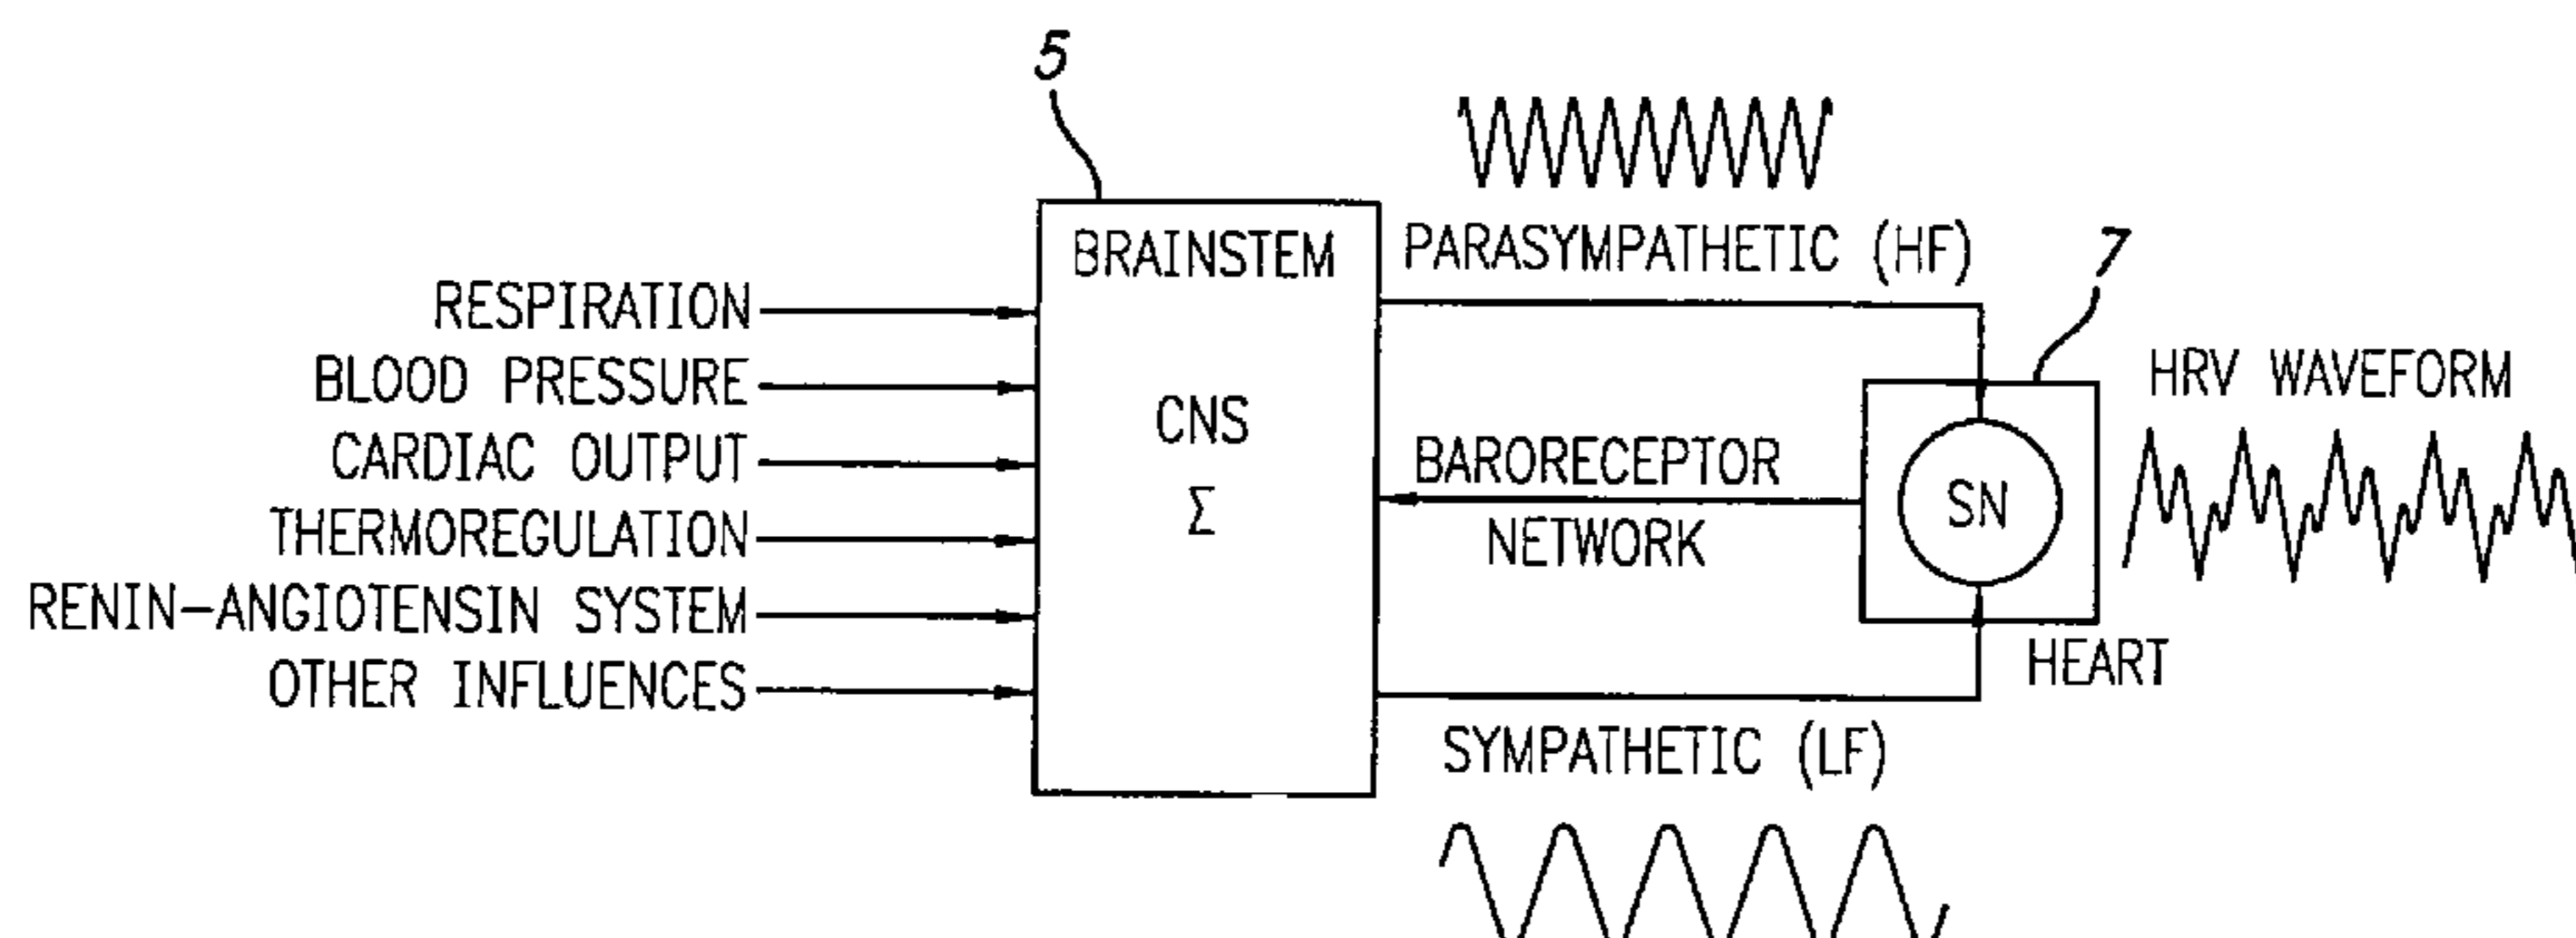 5
BRAINSTEM
CNS
Σ
RESPIRATION
BLOOD PRESSURE
CARDIAC OUTPUT
THERMOREGULATION
RENIN-ANGIOTENSIN SYSTEM
OTHER INFLUENCES
PARASYMPATHETIC (HF)
BARORECEPTOR
NETWORK
SYMPATHETIC (LF)
7
SN
HEART
HRV WAVEFORM